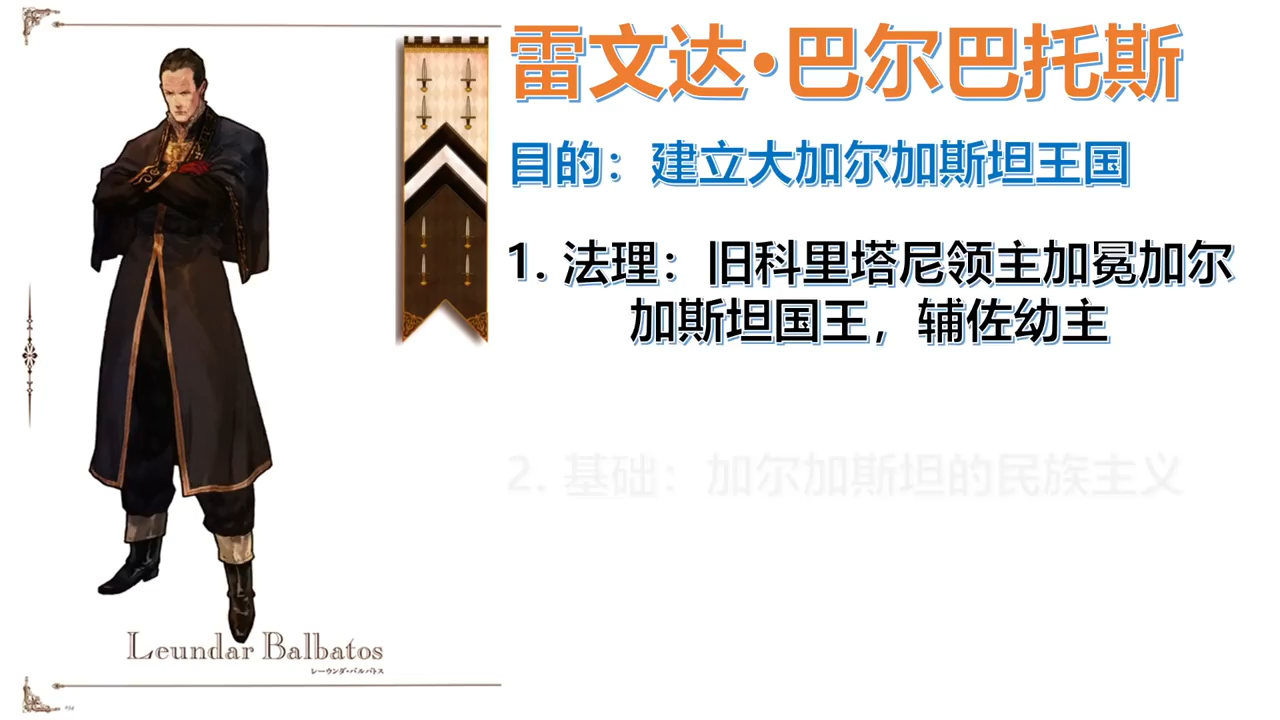 雷文达·巴尔巴托斯
目的：建立大加尔加斯坦王国
1. 法理：旧科里塔尼领主加冕加尔
加斯坦国王，辅佐幼主
2. 基础：加尔加斯坦的民族主义
Leundar Balbatos
レーウンダ・バルバトス